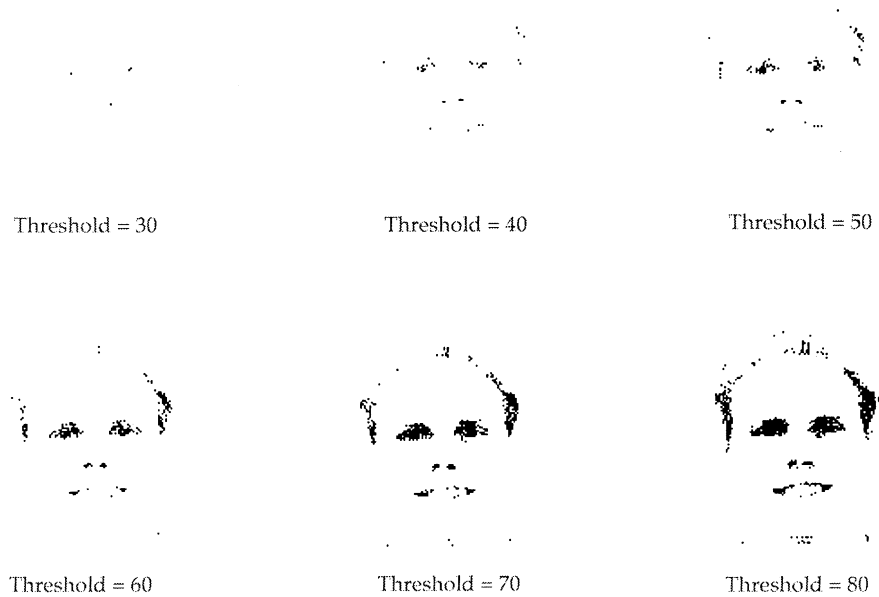 Threshold = 30
Threshold = 40
Threshold = 50
Threshold = 60
Threshold = 70
Threshold = 80